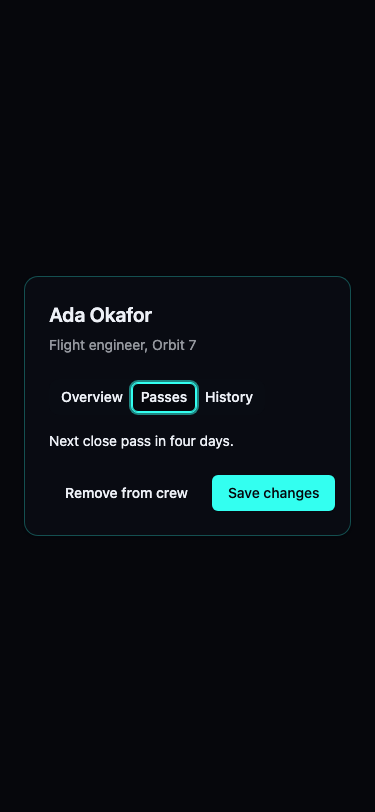 Ada Okafor
Flight engineer, Orbit 7
Overview Passes History
Next close pass in four days.
Remove from crew Save changes